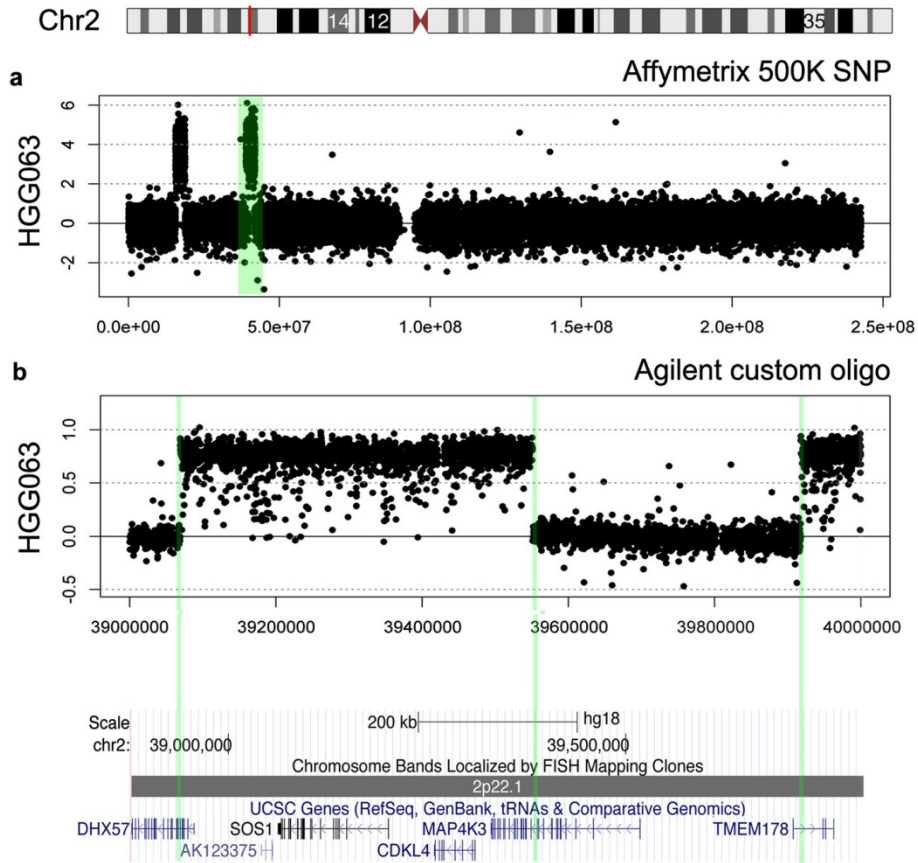 Chr2
14
12
35
a
Affymetrix 500K SNP
HGG063
6
4
2
0
-2
0.0e+00 5.0e+07 1.0e+08 1.5e+08 2.0e+08 2.5e+08
b
Agilent custom oligo
HGG063
1.0
0.5
0.0
-0.5
39000000 39200000 39400000 39600000 39800000 40000000
Scale 200 kb hg18
chr2: 39,000,000 39,500,000
Chromosome Bands Localized by FISH Mapping Clones
2p22.1
UCSC Genes (RefSeq, GenBank, tRNAs & Comparative Genomics)
DHX57 SOS1 MAP4K3 TMEM178
AK123375 CDKL4